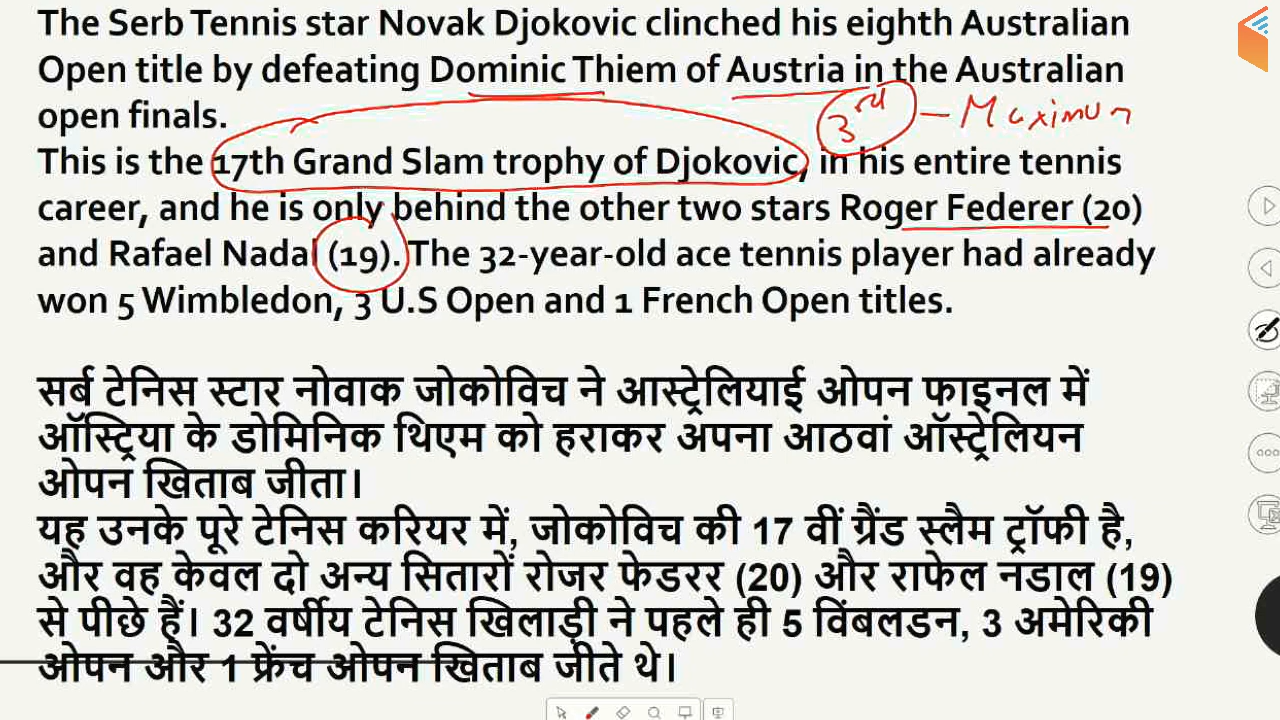 The Serb Tennis star Novak Djokovic clinched his eighth Australian
Open title by defeating Dominic Thiem of Austria in the Australian
open finals.
3rd - Maximum
This is the 17th Grand Slam trophy of Djokovic, in his entire tennis
career, and he is only behind the other two stars Roger Federer (20)
and Rafael Nadal (19). The 32-year-old ace tennis player had already
won 5 Wimbledon, 3 U.S Open and 1 French Open titles.
सर्ब टेनिस स्टार नोवाक जोकोविच ने आस्ट्रेलियाई ओपन फाइनल में
ऑस्ट्रिया के डोमिनिक थिएम को हराकर अपना आठवां ऑस्ट्रेलियन
ओपन खिताब जीता।
यह उनके पूरे टेनिस करियर में, जोकोविच की 17 वीं ग्रैंड स्लैम ट्रॉफी है,
और वह केवल दो अन्य सितारों रोजर फेडरर (20) और राफेल नडाल (19)
से पीछे हैं। 32 वर्षीय टेनिस खिलाड़ी ने पहले ही 5 विंबलडन, 3 अमेरिकी
ओपन और 1 फ्रेंच ओपन खिताब जीते थे।